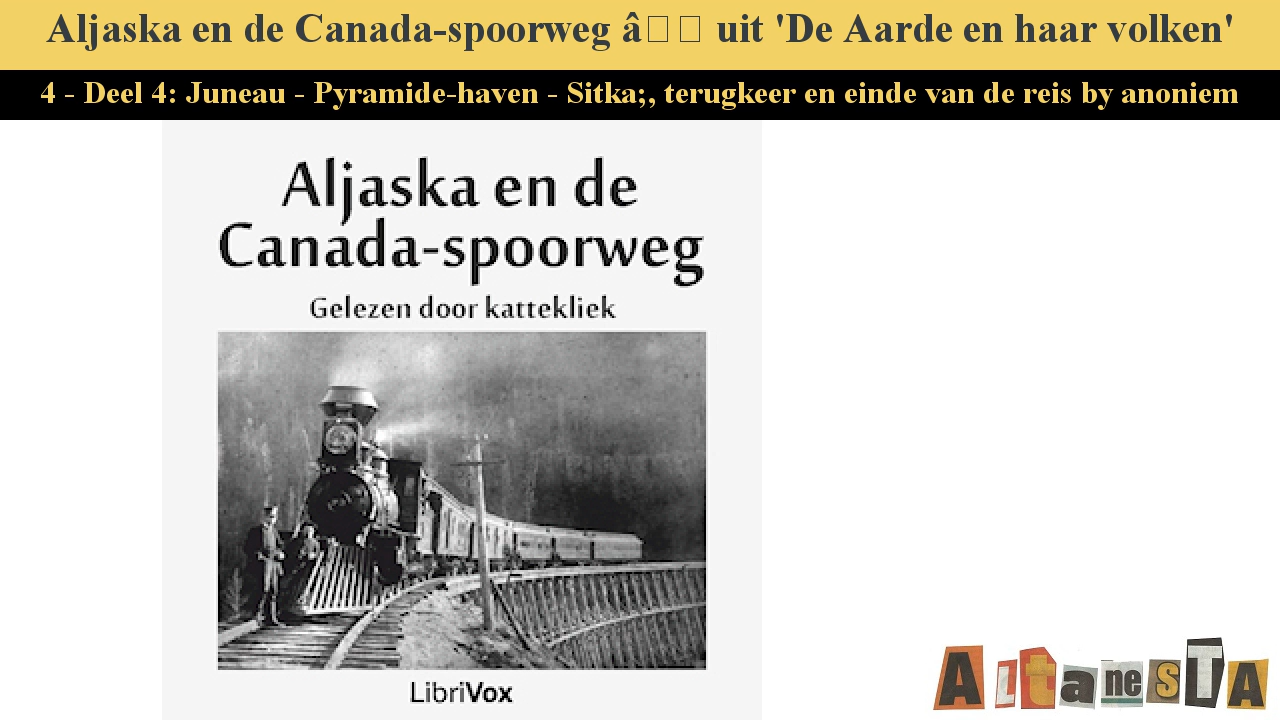 Aljaska en de Canada-spoorweg â□□ uit 'De Aarde en haar volken'
4 - Deel 4: Juneau - Pyramide-haven - Sitka;, terugkeer en einde van de reis by anoniem
Aljaska en de
Canada-spoorweg
Gelezen door kattekliek
LibriVox
AltanesTA